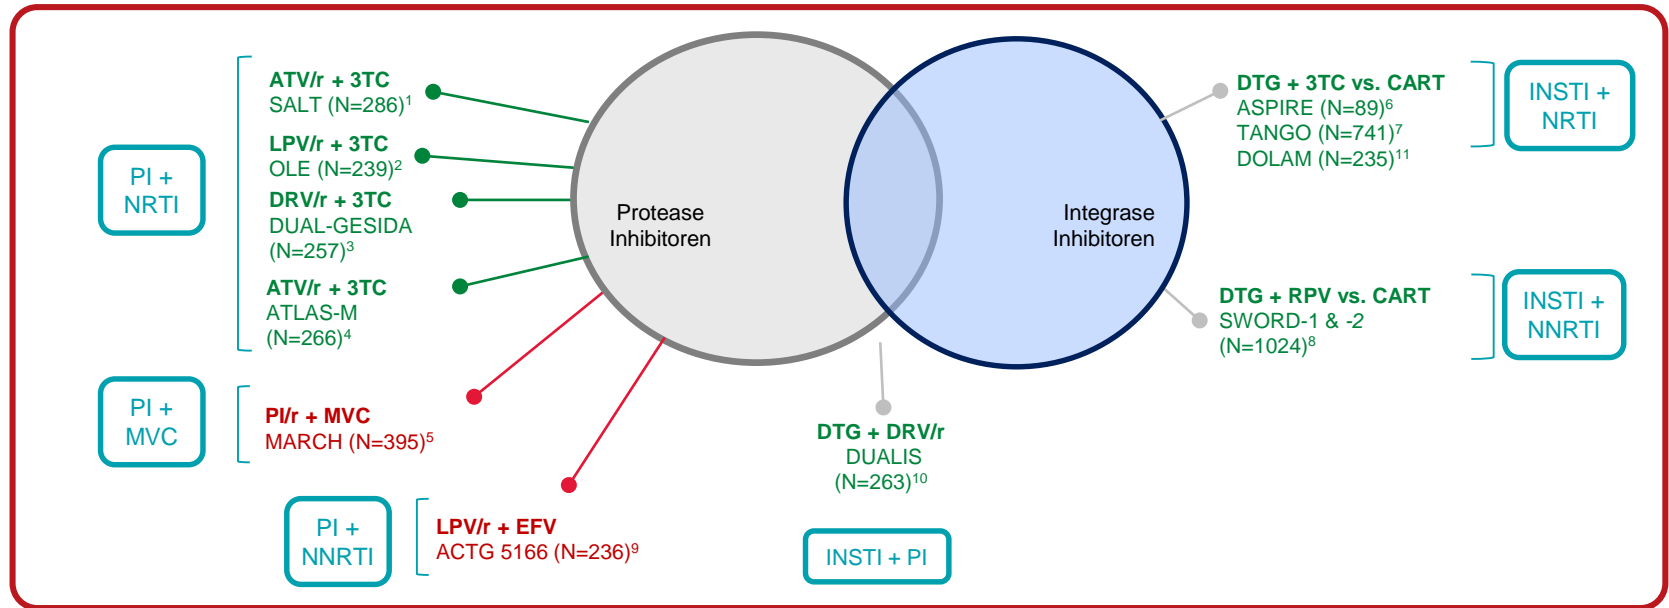 PI +
NRTI
ATV/r + 3TC
SALT (N=286)¹
LPV/r + 3TC
OLE (N=239)²
DRV/r + 3TC
DUAL-GESIDA
(N=257)³
ATV/r + 3TC
ATLAS-M
(N=266)⁴
PI +
MVC
PI/r + MVC
MARCH (N=395)⁵
PI +
NNRTI
LPV/r + EFV
ACTG 5166 (N=236)⁹
Protease
Inhibitoren
Integrase
Inhibitoren
DTG + DRV/r
DUALIS
(N=263)¹⁰
INSTI + PI
DTG + 3TC vs. CART
ASPIRE (N=89)⁶
TANGO (N=741)⁷
DOLAM (N=235)¹¹
INSTI +
NRTI
DTG + RPV vs. CART
SWORD-1 & -2
(N=1024)⁸
INSTI +
NNRTI